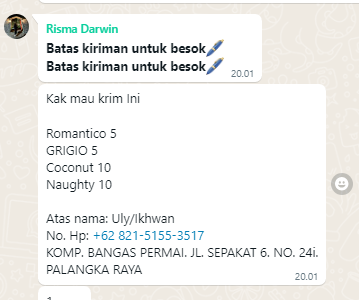 Risma Darwin
Batas kiriman untuk besok🖊️
Batas kiriman untuk besok🖊️
20.01
Kak mau krim Ini
Romantico 5
GRIGIO 5
Coconut 10
Naughty 10
Atas nama: Uly/Ikhwan
No. Hp: +62 821-5155-3517
KOMP. BANGAS PERMAI. JL. SEPAKAT 6. NO. 24i.
PALANGKA RAYA
20.01